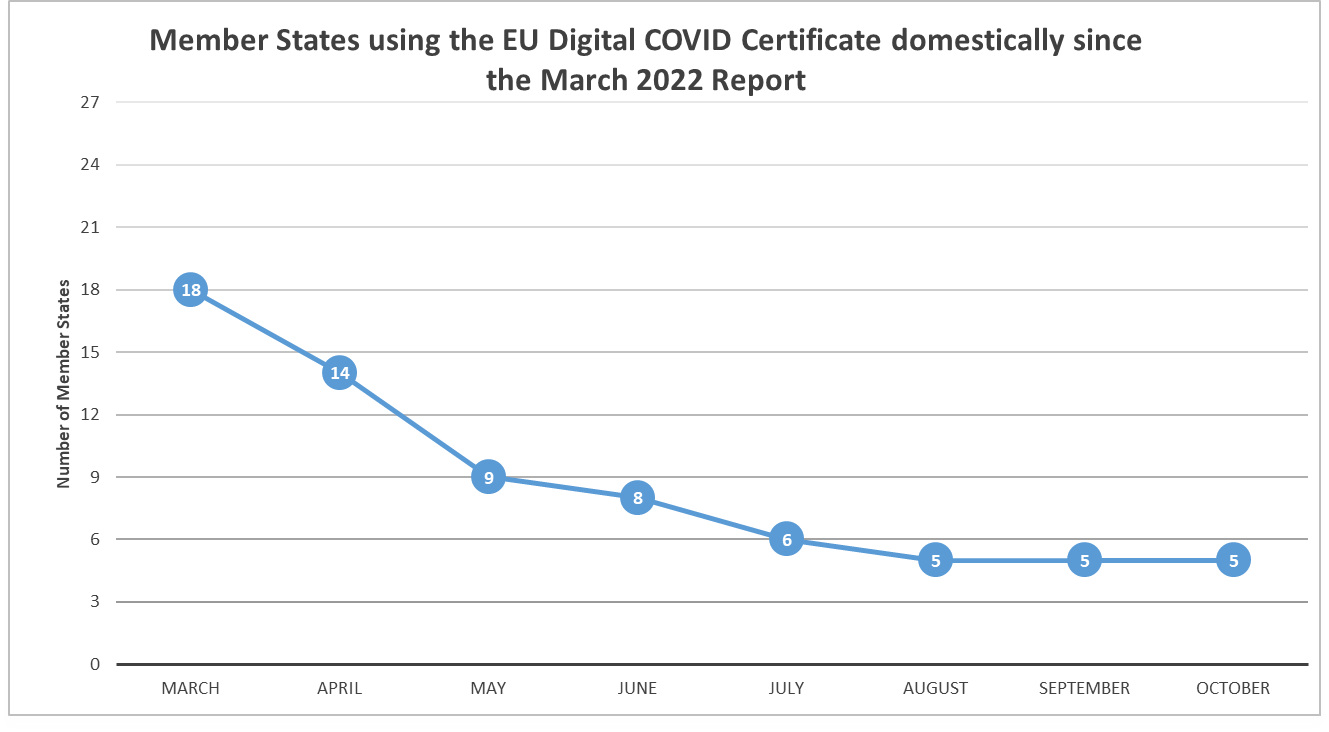 Member States using the EU Digital COVID Certificate domestically since
the March 2022 Report
27
24
21
18
15
12
9
6
3
0
Number of Member States
18
14
9
8
6
5
5
5
MARCH
APRIL
MAY
JUNE
JULY
AUGUST
SEPTEMBER
OCTOBER